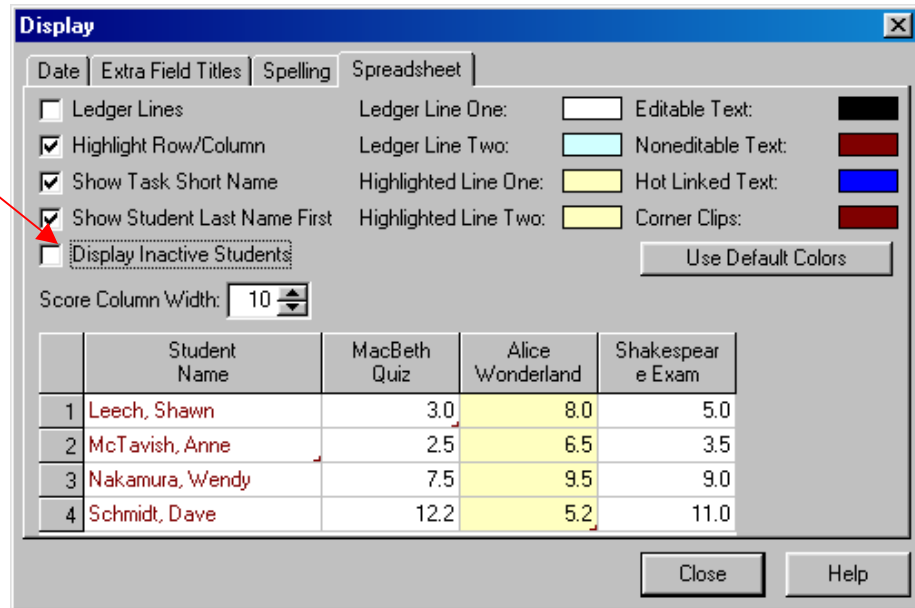 Display
Date Extra Field Titles Spelling Spreadsheet
Ledger Lines Ledger Line One: Editable Text:
Highlight Row/Column Ledger Line Two: Noneditable Text:
Show Task Short Name Highlighted Line One: Hot Linked Text:
Show Student Last Name First Highlighted Line Two: Corner Clips:
Display Inactive Students Use Default Colors
Score Column Width: 10
Student MacBeth Alice Shakespear
Name Quiz Wonderland e Exam
1 Leech, Shawn 3.0 8.0 5.0
2 McTavish, Anne 2.5 6.5 3.5
3 Nakamura, Wendy 7.5 9.5 9.0
4 Schmidt, Dave 12.2 5.2 11.0
Close Help